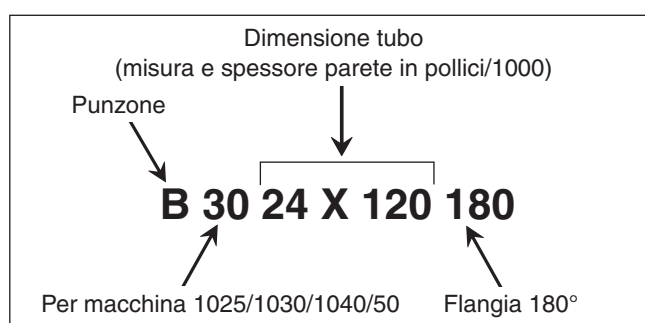 Dimensione tubo
(misura e spessore parete in pollici/1000)
Punzone
B 30 24 X 120 180
Per macchina 1025/1030/1040/50 Flangia 180°